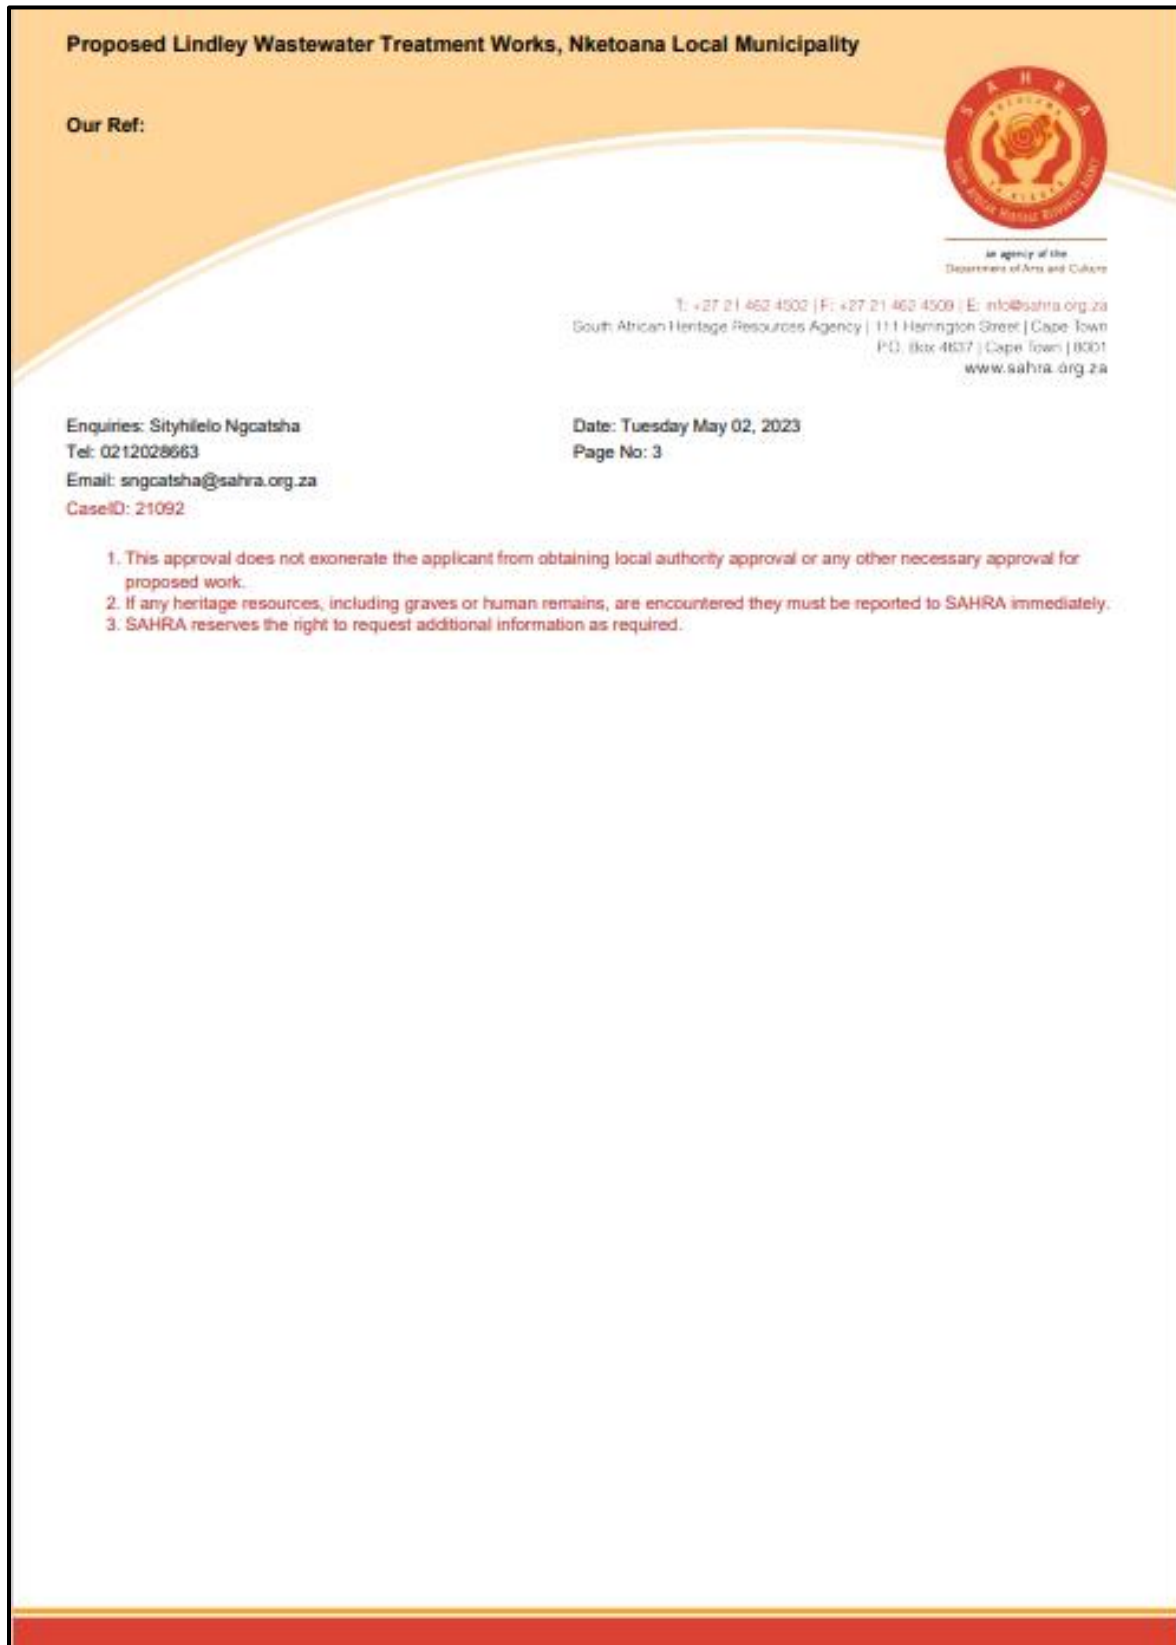 Proposed Lindley Wastewater Treatment Works, Nketoana Local Municipality
Our Ref:
SAHRA
SOUTH AFRICAN HERITAGE RESOURCES AGENCY
an agency of the
Department of Arts and Culture
T: +27 21 462 4502 | F: +27 21 462 4509 | E: info@sahra.org.za
South African Heritage Resources Agency | 111 Harrington Street | Cape Town
P.O. Box 4637 | Cape Town | 8001
www.sahra.org.za
Enquiries: Sityhilelo Ngcatsha
Date: Tuesday May 02, 2023
Tel: 0212028663
Page No: 3
Email: sngcatsha@sahra.org.za
CaseID: 21092
1. This approval does not exonerate the applicant from obtaining local authority approval or any other necessary approval for
proposed work.
2. If any heritage resources, including graves or human remains, are encountered they must be reported to SAHRA immediately.
3. SAHRA reserves the right to request additional information as required.